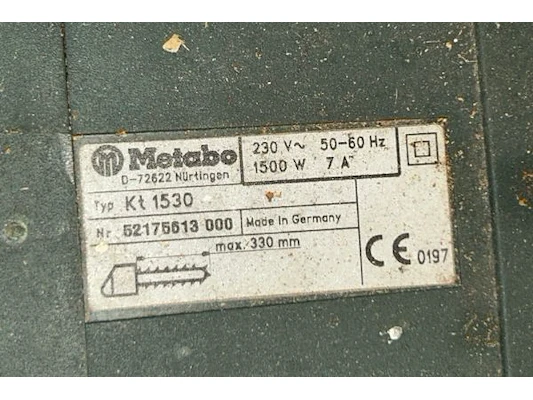 Metabo
D-72622 Nürtingen
230 V~ 50-60 Hz
1500 W 7 A
Typ Kt 1530
Nr. 52175613 000 Made in Germany
max. 330 mm
CE 0197